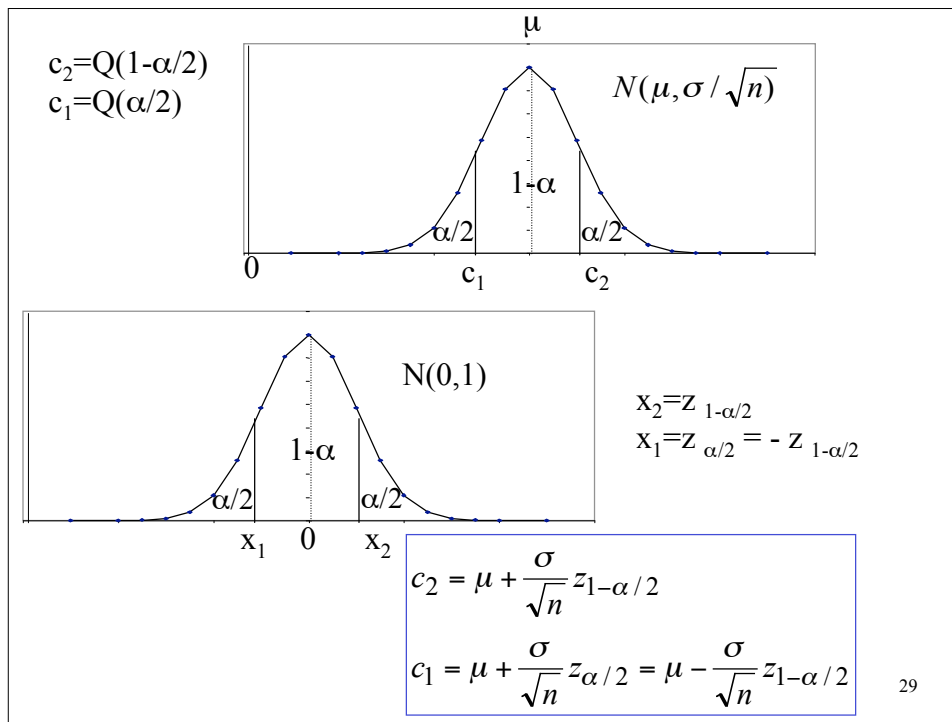 μ
c₂=Q(1-α/2)
c₁=Q(α/2)
N(μ,σ/√n)
1-α
α/2 α/2
0 c₁ c₂
N(0,1)
x₂=z ₁₋α/₂
x₁=z α/₂ = - z ₁₋α/₂
1-α
α/2 α/2
x₁ 0 x₂
c₂ = μ + σ/√n z₁₋α/₂
c₁ = μ + σ/√n zα/₂ = μ − σ/√n z₁₋α/₂
29